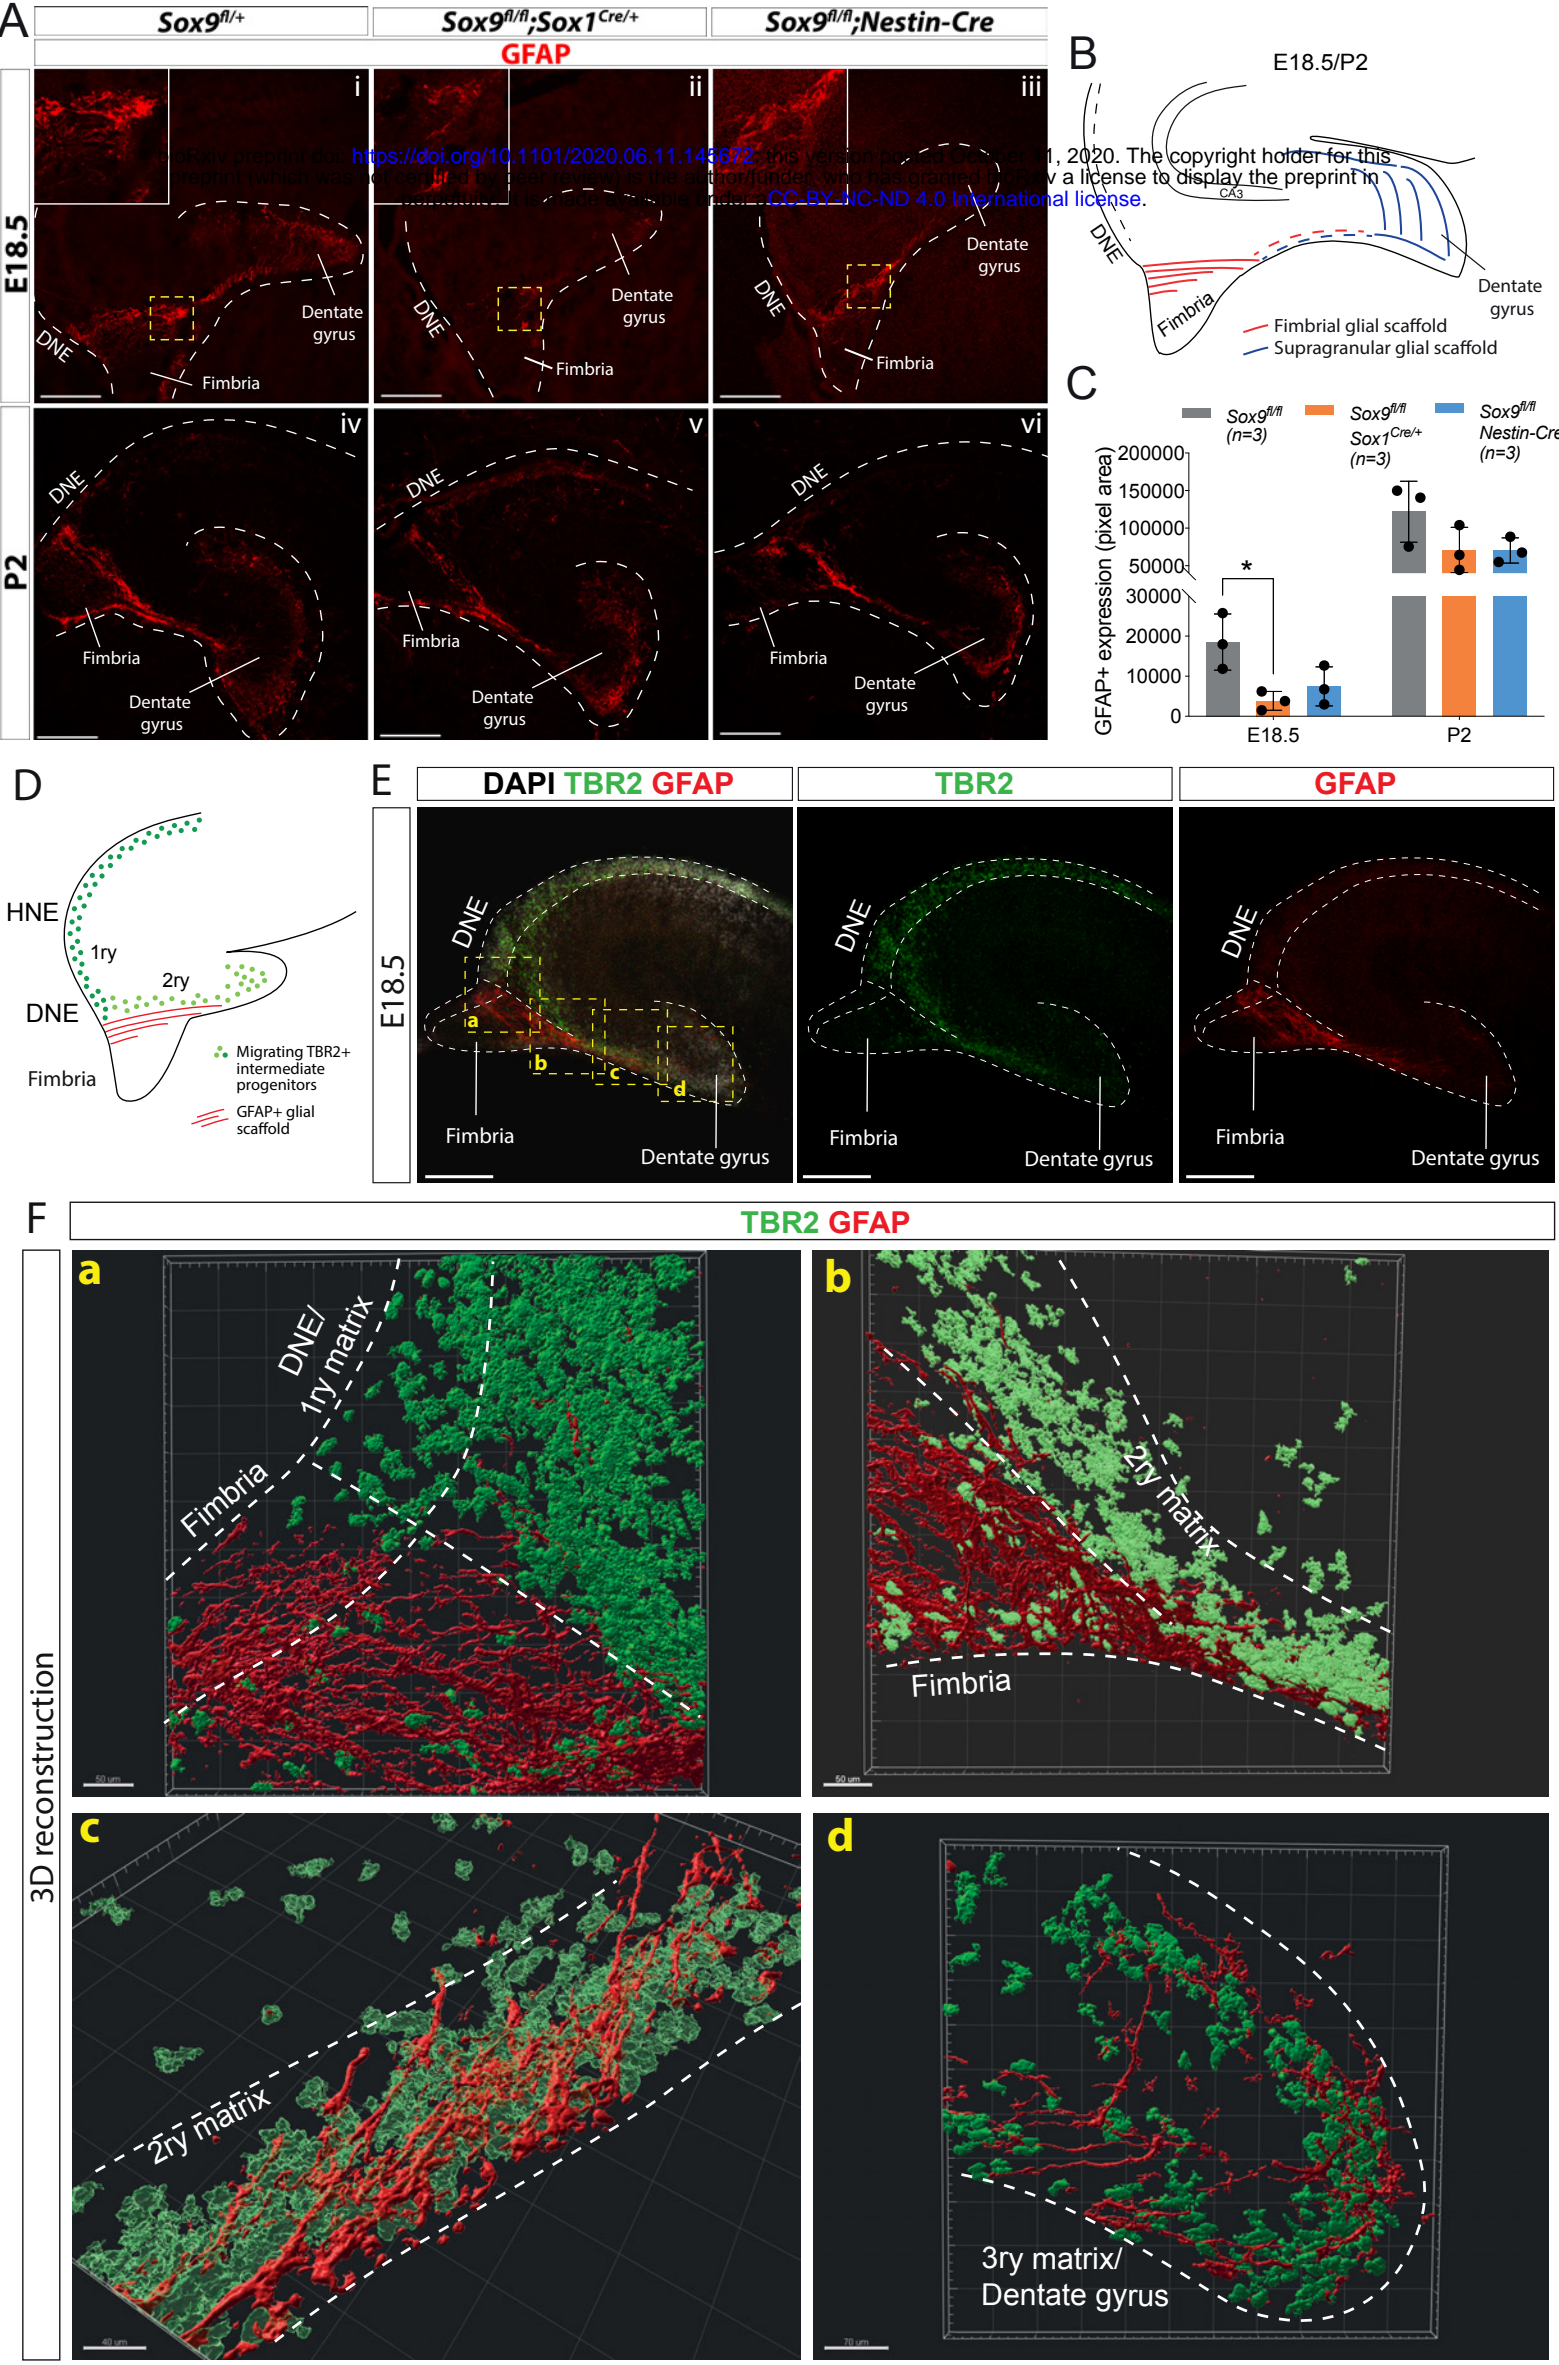 A
Sox9fl/+
Sox9fl/fl;Sox1Cre/+
Sox9fl/fl;Nestin-Cre
GFAP
E18.5
i
DNE
Fimbria
Dentate
gyrus
ii
DNE
Fimbria
Dentate
gyrus
iii
DNE
Fimbria
Dentate
gyrus
bioRxiv preprint doi: https://doi.org/10.1101/2020.06.11.145672; this version posted October 11, 2020. The copyright holder for this
preprint (which was not certified by peer review) is the author/funder, who has granted bioRxiv a license to display the preprint in
perpetuity. It is made available under aCC-BY-NC-ND 4.0 International license.
P2
iv
DNE
Fimbria
Dentate
gyrus
v
DNE
Fimbria
Dentate
gyrus
vi
DNE
Fimbria
Dentate
gyrus
B
E18.5/P2
CA3
DNE
Fimbria
Dentate
gyrus
Fimbrial glial scaffold
Supragranular glial scaffold
C
Sox9fl/fl
(n=3)
Sox9fl/fl
Sox1Cre/+
(n=3)
Sox9fl/fl
Nestin-Cre
(n=3)
GFAP+ expression (pixel area)
200000
150000
100000
50000
30000
20000
10000
0
*
E18.5
P2
D
HNE
1ry
2ry
DNE
Fimbria
Migrating TBR2+
intermediate
progenitors
GFAP+ glial
scaffold
E
DAPI TBR2 GFAP
TBR2
GFAP
E18.5
DNE
a
b
c
d
Fimbria
Dentate gyrus
DNE
Fimbria
Dentate gyrus
DNE
Fimbria
Dentate gyrus
F
TBR2 GFAP
3D reconstruction
a
DNE/
1ry matrix
Fimbria
50 um
b
2ry matrix
Fimbria
50 um
c
2ry matrix
40 um
d
3ry matrix/
Dentate gyrus
70 um